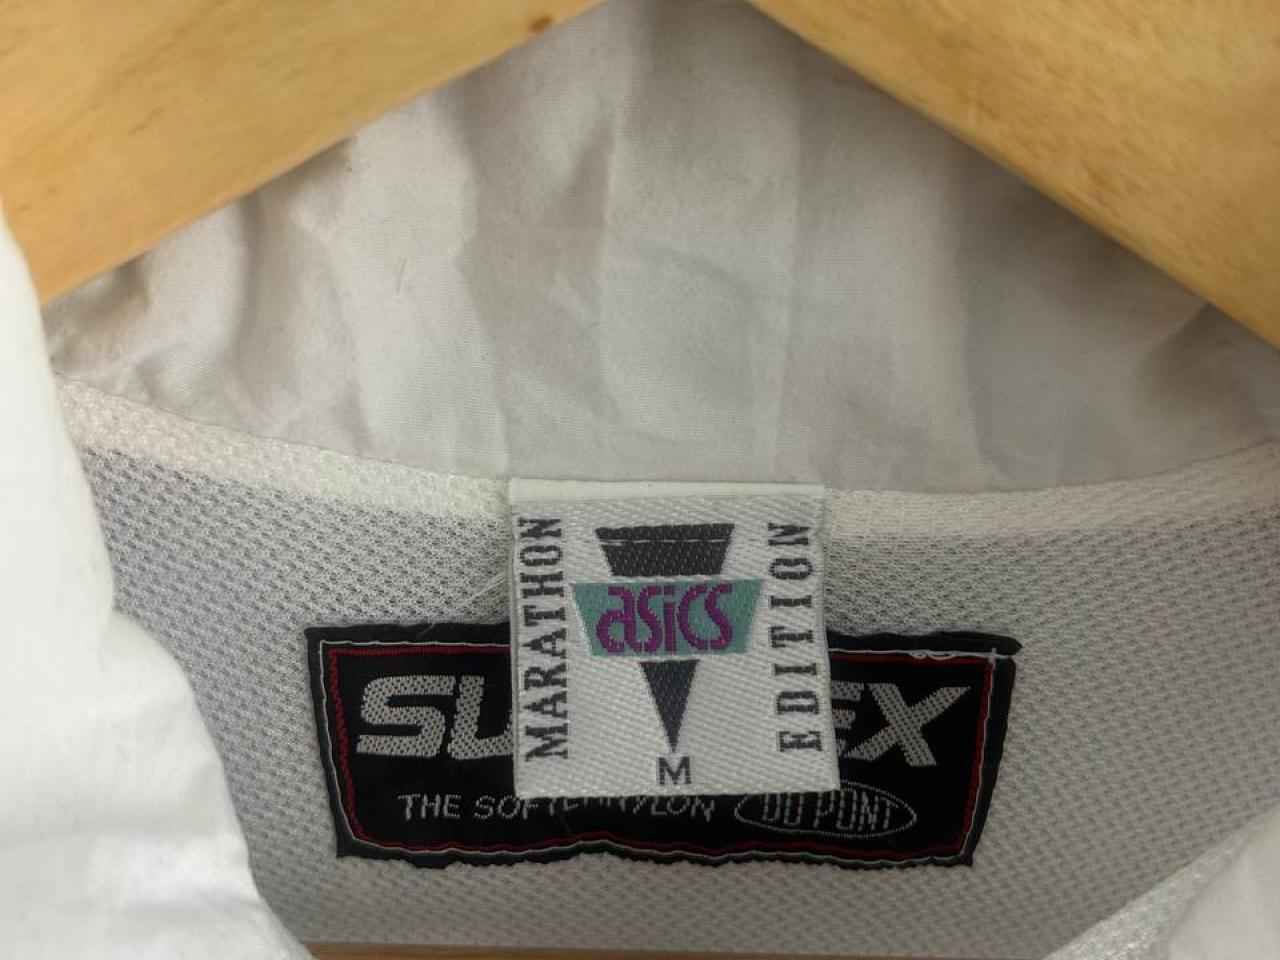 MARATHON
asics
EDITION
M
THE SOFTER NYLON
DU PONT